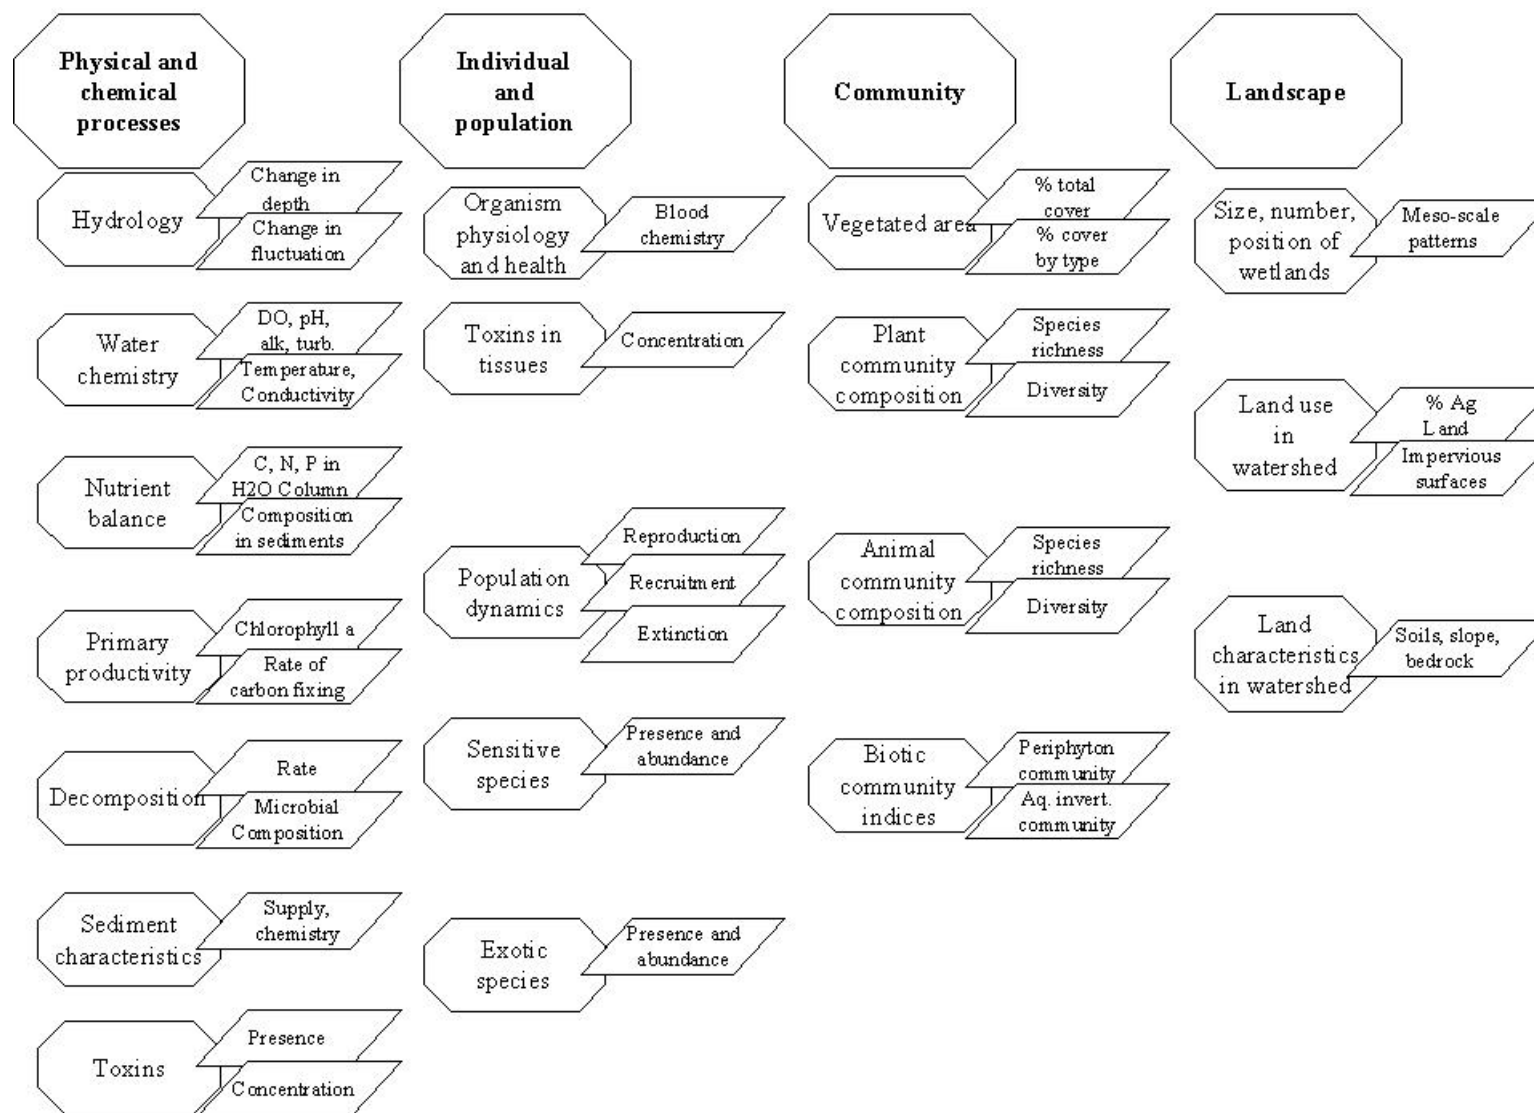 Physical and
chemical
processes
Individual
and
population
Community
Landscape
Hydrology
Change in
depth
Change in
fluctuation
Water
chemistry
DO, pH,
alk, turb.
Temperature,
Conductivity
Nutrient
balance
C, N, P in
H2O Column
Composition
in sediments
Primary
productivity
Chlorophyll a
Rate of
carbon fixing
Decomposition
Rate
Microbial
Composition
Sediment
characteristics
Supply,
chemistry
Toxins
Presence
Concentration
Organism
physiology
and health
Blood
chemistry
Toxins in
tissues
Concentration
Population
dynamics
Reproduction
Recruitment
Extinction
Sensitive
species
Presence and
abundance
Exotic
species
Presence and
abundance
Vegetated area
% total
cover
% cover
by type
Plant
community
composition
Species
richness
Diversity
Animal
community
composition
Species
richness
Diversity
Biotic
community
indices
Periphyton
community
Aq. invert.
community
Size, number,
position of
wetlands
Meso-scale
patterns
Land use
in
watershed
% Ag
Land
Impervious
surfaces
Land
characteristics
in watershed
Soils, slope,
bedrock